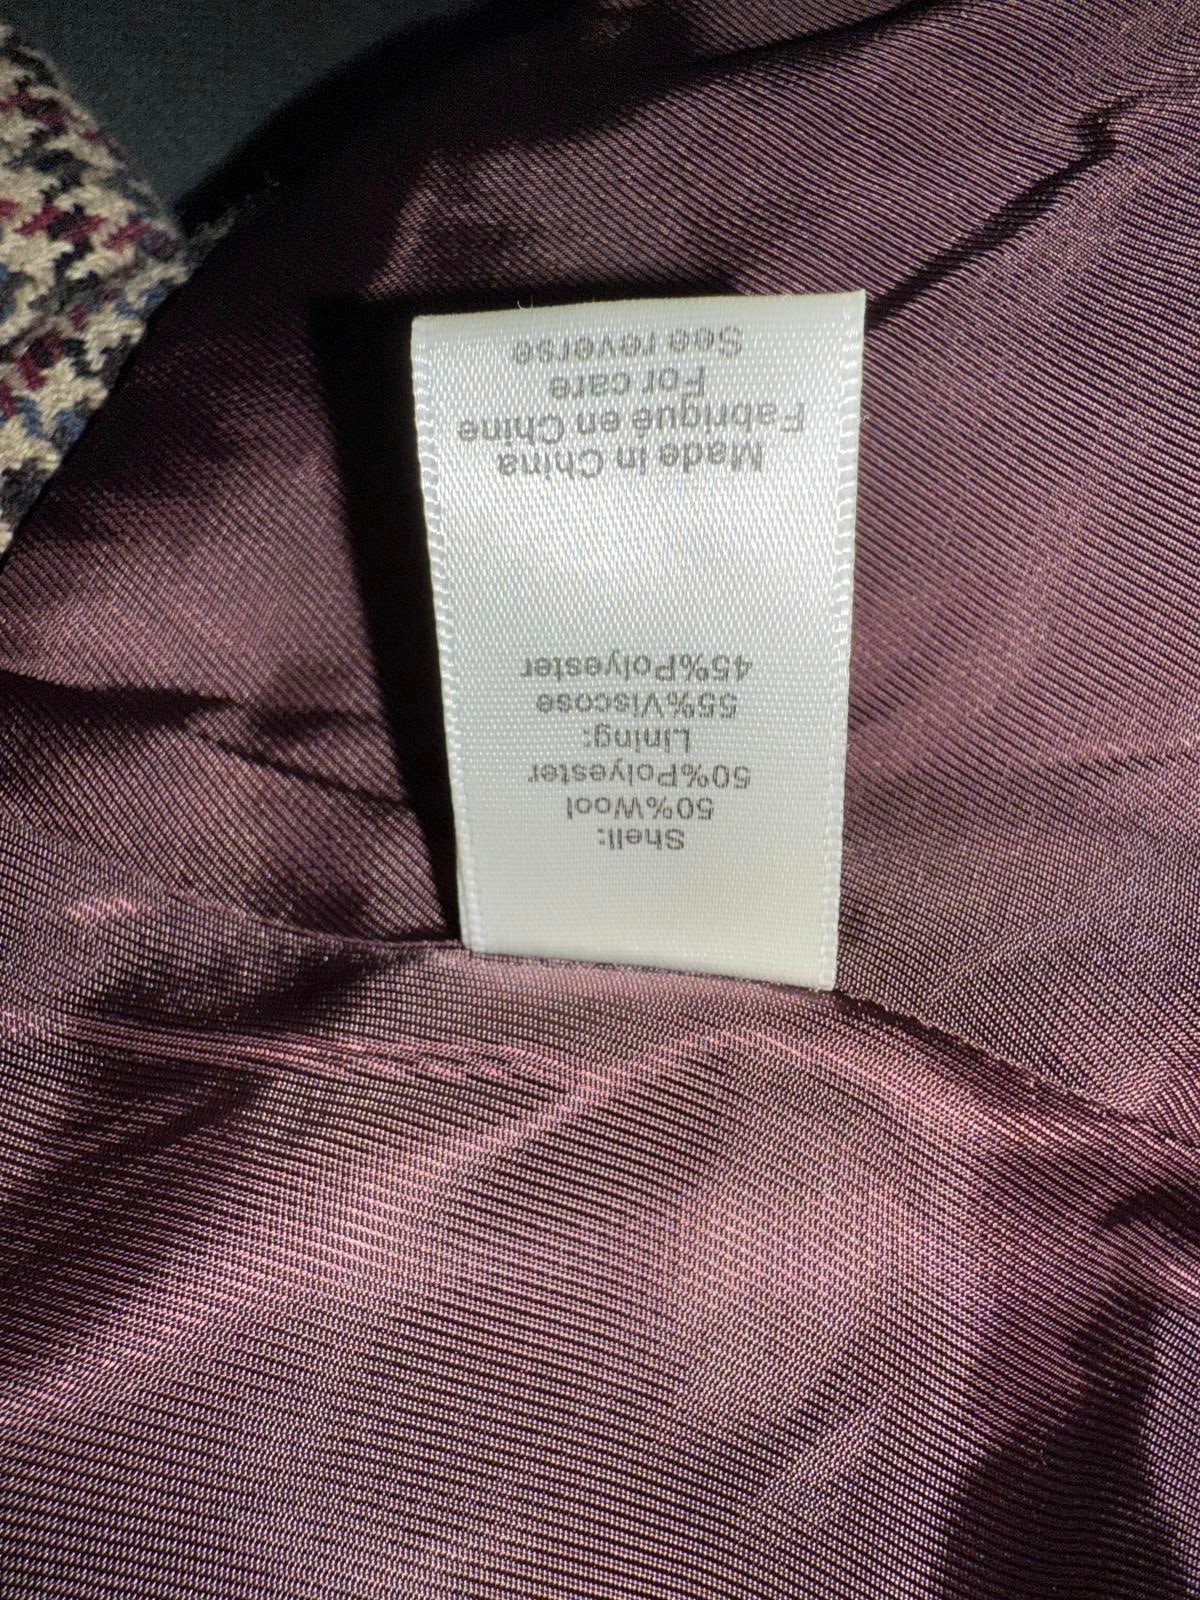 Shell:
50%Wool
50%Polyester
Lining:
55%Viscose
45%Polyester
Made in China
Fabriqué en Chine
For care
See reverse